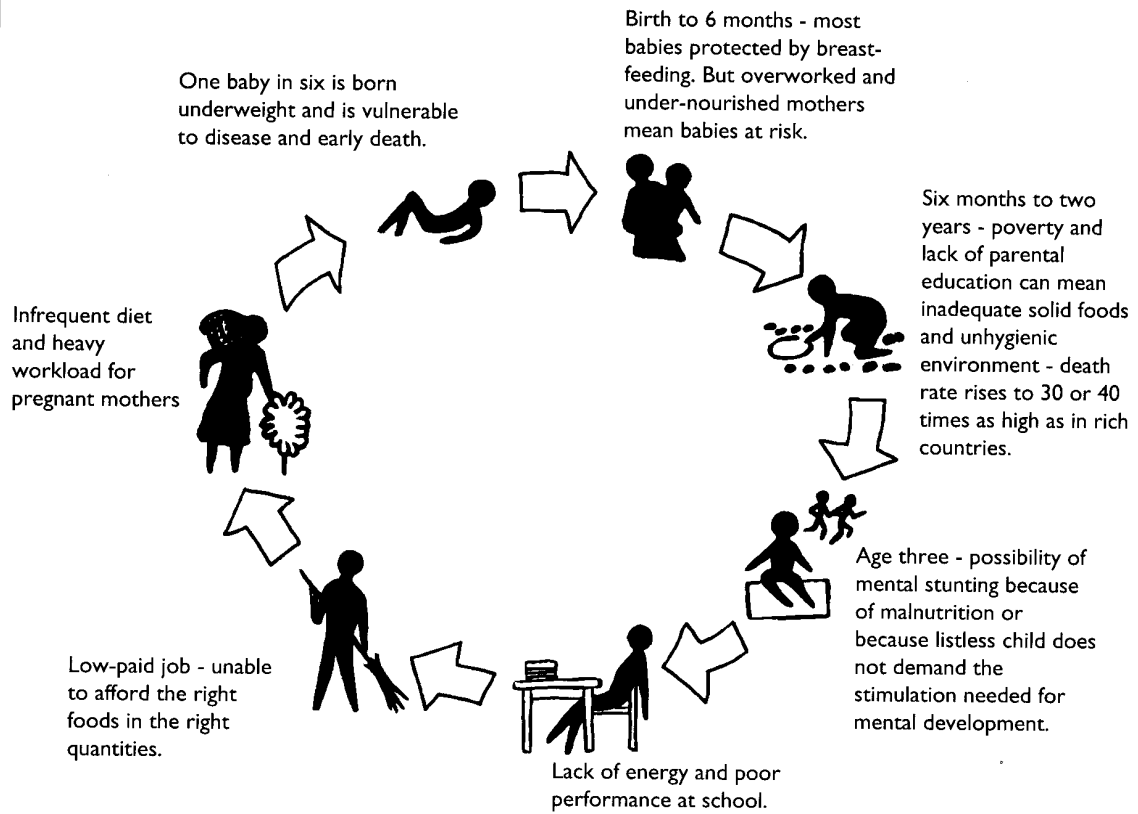 One baby in six is born
underweight and is vulnerable
to disease and early death.
Birth to 6 months - most
babies protected by breast-
feeding. But overworked and
under-nourished mothers
mean babies at risk.
Six months to two
years - poverty and
lack of parental
education can mean
inadequate solid foods
and unhygienic
environment - death
rate rises to 30 or 40
times as high as in rich
countries.
Age three - possibility of
mental stunting because
of malnutrition or
because listless child does
not demand the
stimulation needed for
mental development.
Lack of energy and poor
performance at school.
Low-paid job - unable
to afford the right
foods in the right
quantities.
Infrequent diet
and heavy
workload for
pregnant mothers